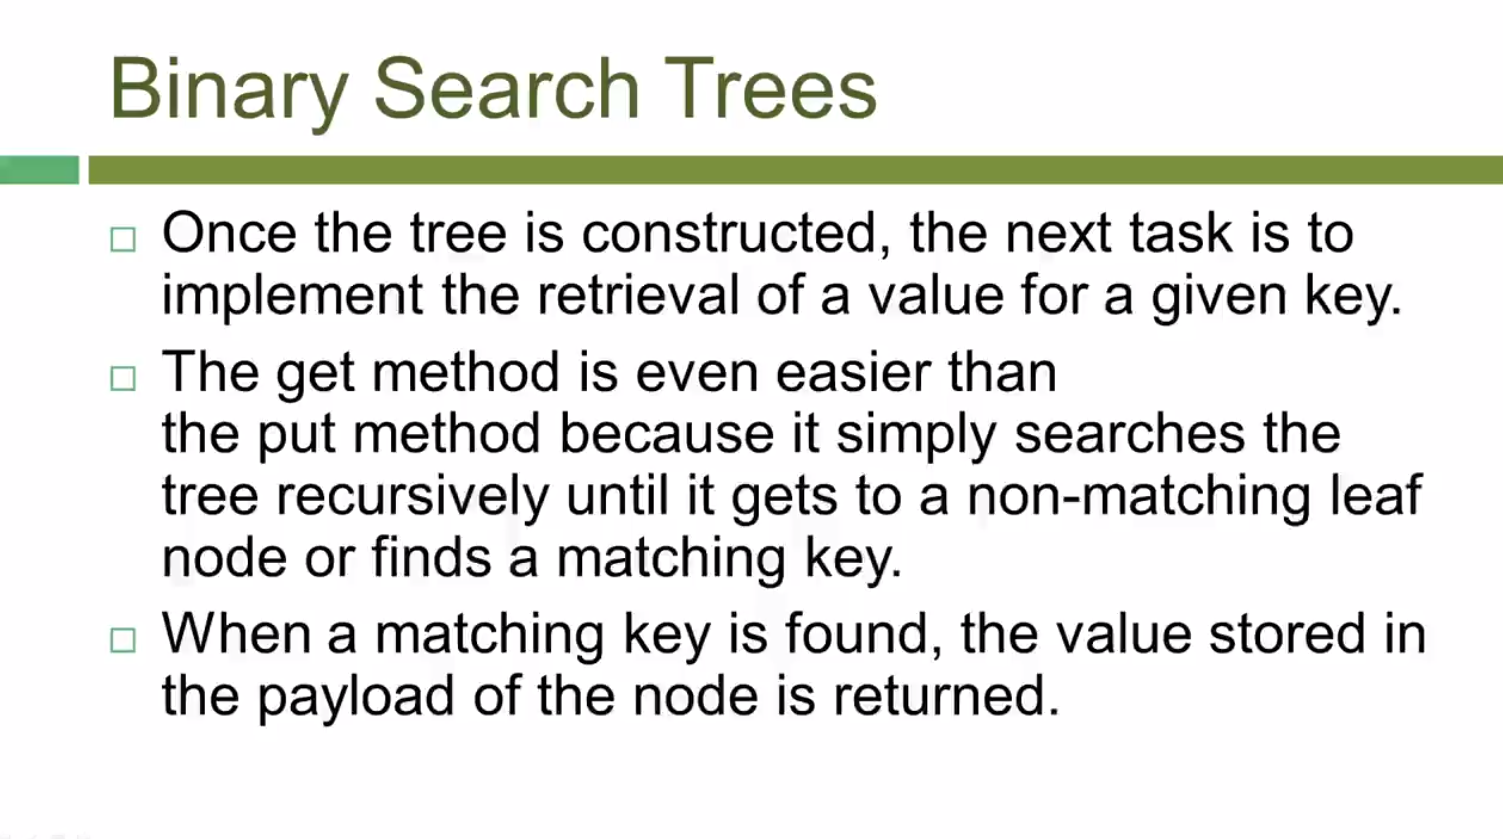 Binary Search Trees
Once the tree is constructed, the next task is to
implement the retrieval of a value for a given key.
The get method is even easier than
the put method because it simply searches the
tree recursively until it gets to a non-matching leaf
node or finds a matching key.
When a matching key is found, the value stored in
the payload of the node is returned.